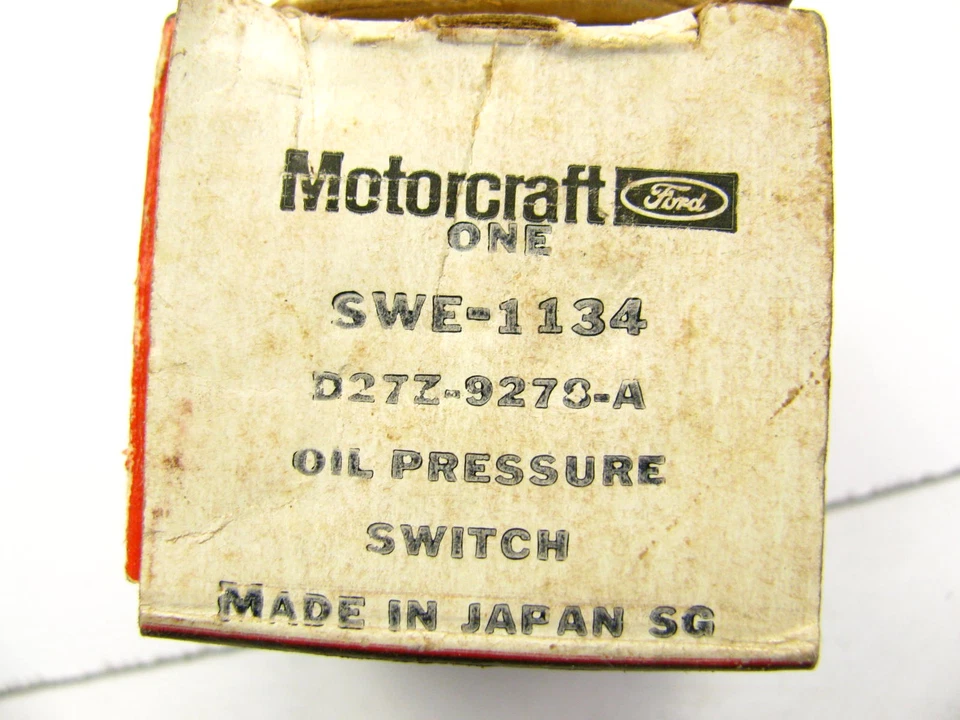 Motorcraft Ford
ONE
SWE-1134
D27Z-9278-A
OIL PRESSURE
SWITCH
MADE IN JAPAN SG